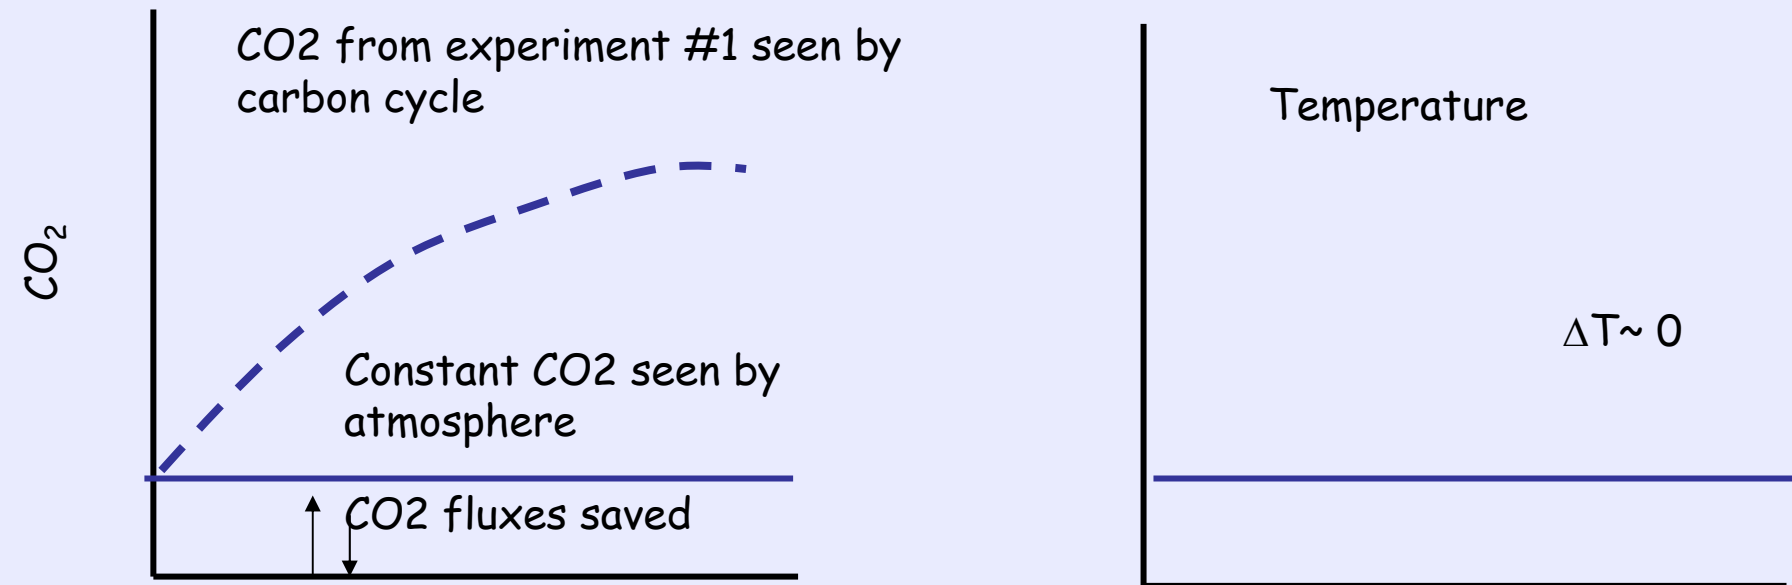 CO2 from experiment #1 seen by
carbon cycle
CO₂
Constant CO2 seen by
atmosphere
CO2 fluxes saved
Temperature
ΔT~ 0